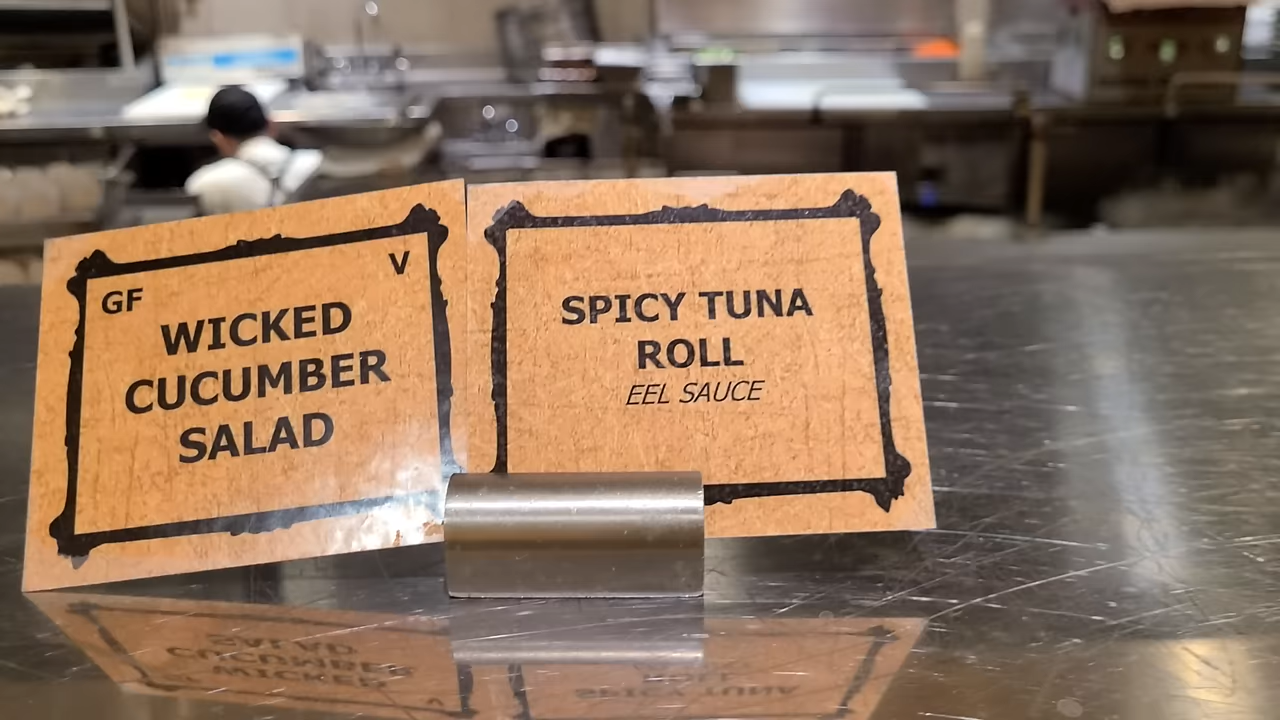 GF
V
WICKED
CUCUMBER
SALAD
SPICY TUNA
ROLL
EEL SAUCE